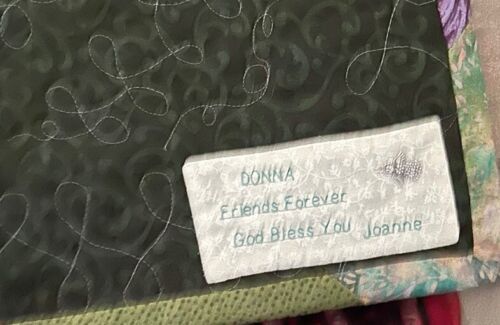 DONNA
Friends Forever
God Bless You Joanne